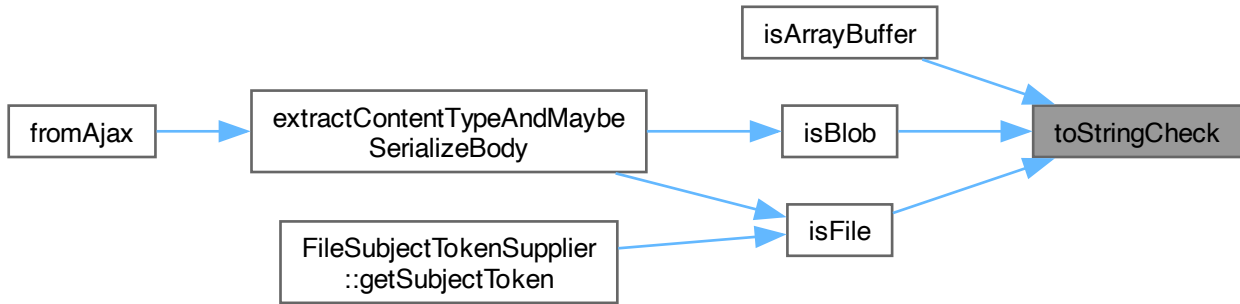 isArrayBuffer
fromAjax
extractContentTypeAndMaybe
SerializeBody
isBlob
toStringCheck
FileSubjectTokenSupplier
::getSubjectToken
isFile